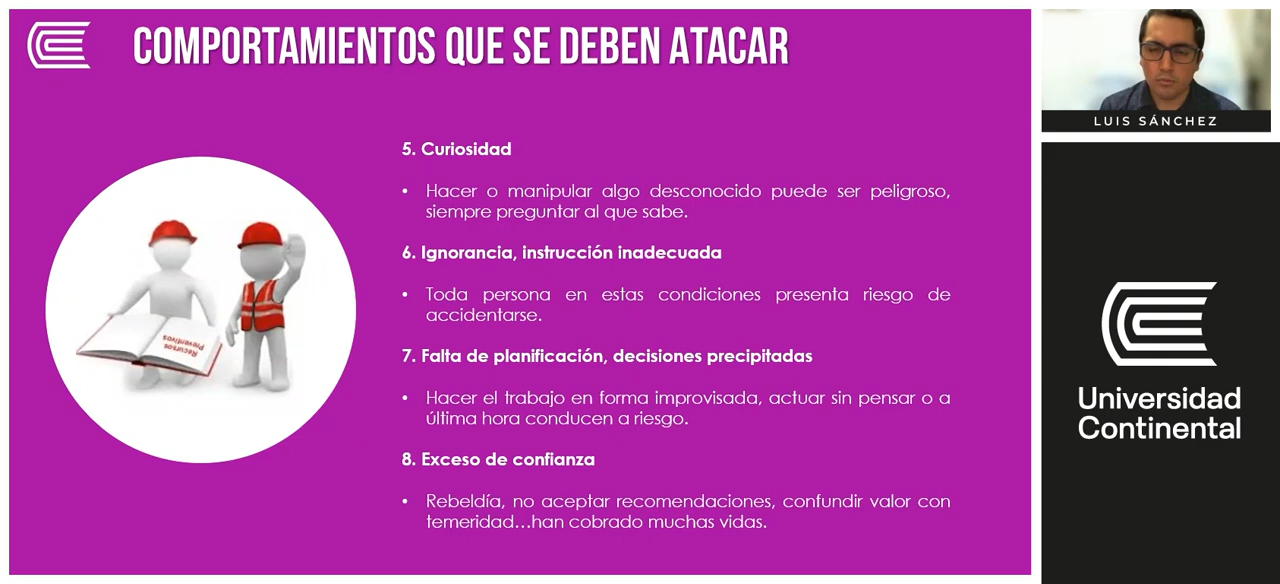 COMPORTAMIENTOS QUE SE DEBEN ATACAR
5. Curiosidad
• Hacer o manipular algo desconocido puede ser peligroso,
siempre preguntar al que sabe.
6. Ignorancia, instrucción inadecuada
• Toda persona en estas condiciones presenta riesgo de
accidentarse.
7. Falta de planificación, decisiones precipitadas
• Hacer el trabajo en forma improvisada, actuar sin pensar o a
última hora conducen a riesgo.
8. Exceso de confianza
• Rebeldía, no aceptar recomendaciones, confundir valor con
temeridad...han cobrado muchas vidas.
Recursos
Preventivos
LUIS SÁNCHEZ
Universidad
Continental